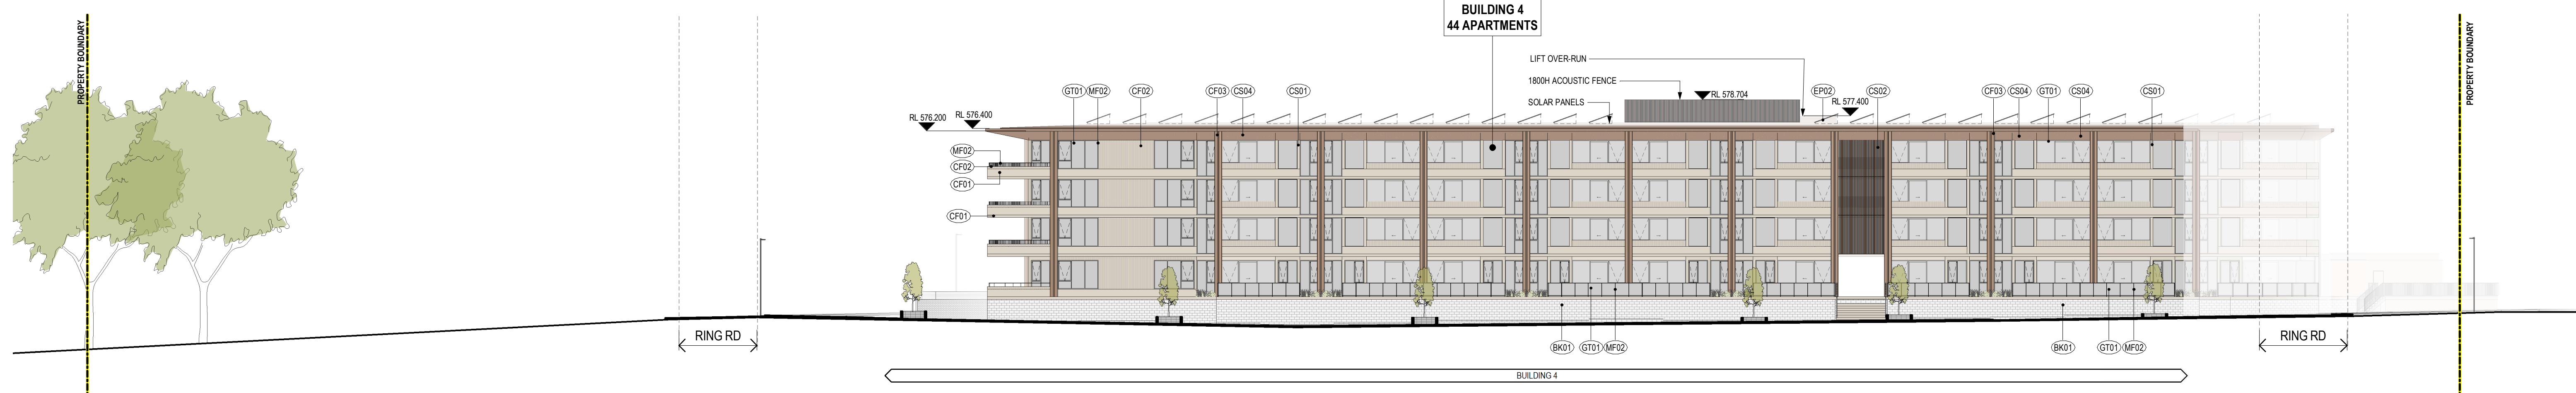 BUILDING 4
44 APARTMENTS
PROPERTY BOUNDARY
PROPERTY BOUNDARY
LIFT OVER-RUN
1800H ACOUSTIC FENCE
SOLAR PANELS
RL 578.704
RL 577.400
RL 576.200
RL 576.400
GT01
MF02
CF02
CF03
CS04
CS01
EP02
CS02
CF03
CS04
GT01
CS04
CS01
MF02
CF02
CF01
CF01
RING RD
RING RD
BK01
GT01
MF02
BK01
GT01
MF02
BUILDING 4